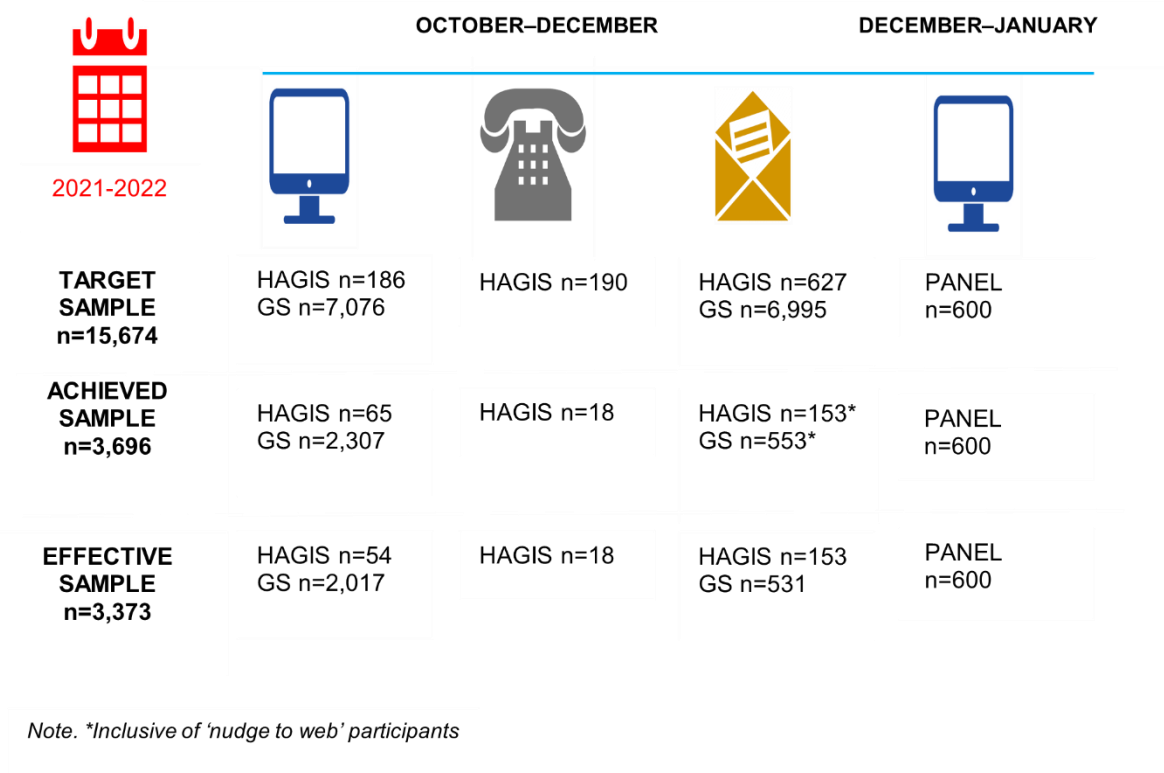 OCTOBER–DECEMBER
DECEMBER–JANUARY
2021-2022
TARGET
SAMPLE
n=15,674
HAGIS n=186
GS n=7,076
HAGIS n=190
HAGIS n=627
GS n=6,995
PANEL
n=600
ACHIEVED
SAMPLE
n=3,696
HAGIS n=65
GS n=2,307
HAGIS n=18
HAGIS n=153*
GS n=553*
PANEL
n=600
EFFECTIVE
SAMPLE
n=3,373
HAGIS n=54
GS n=2,017
HAGIS n=18
HAGIS n=153
GS n=531
PANEL
n=600
Note. *Inclusive of ‘nudge to web’ participants